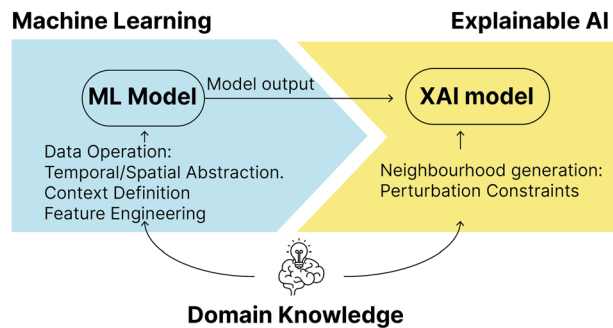 Machine Learning
Explainable AI
ML Model
Model output
XAI model
Data Operation:
Temporal/Spatial Abstraction.
Context Definition
Feature Engineering
Neighbourhood generation:
Perturbation Constraints
Domain Knowledge